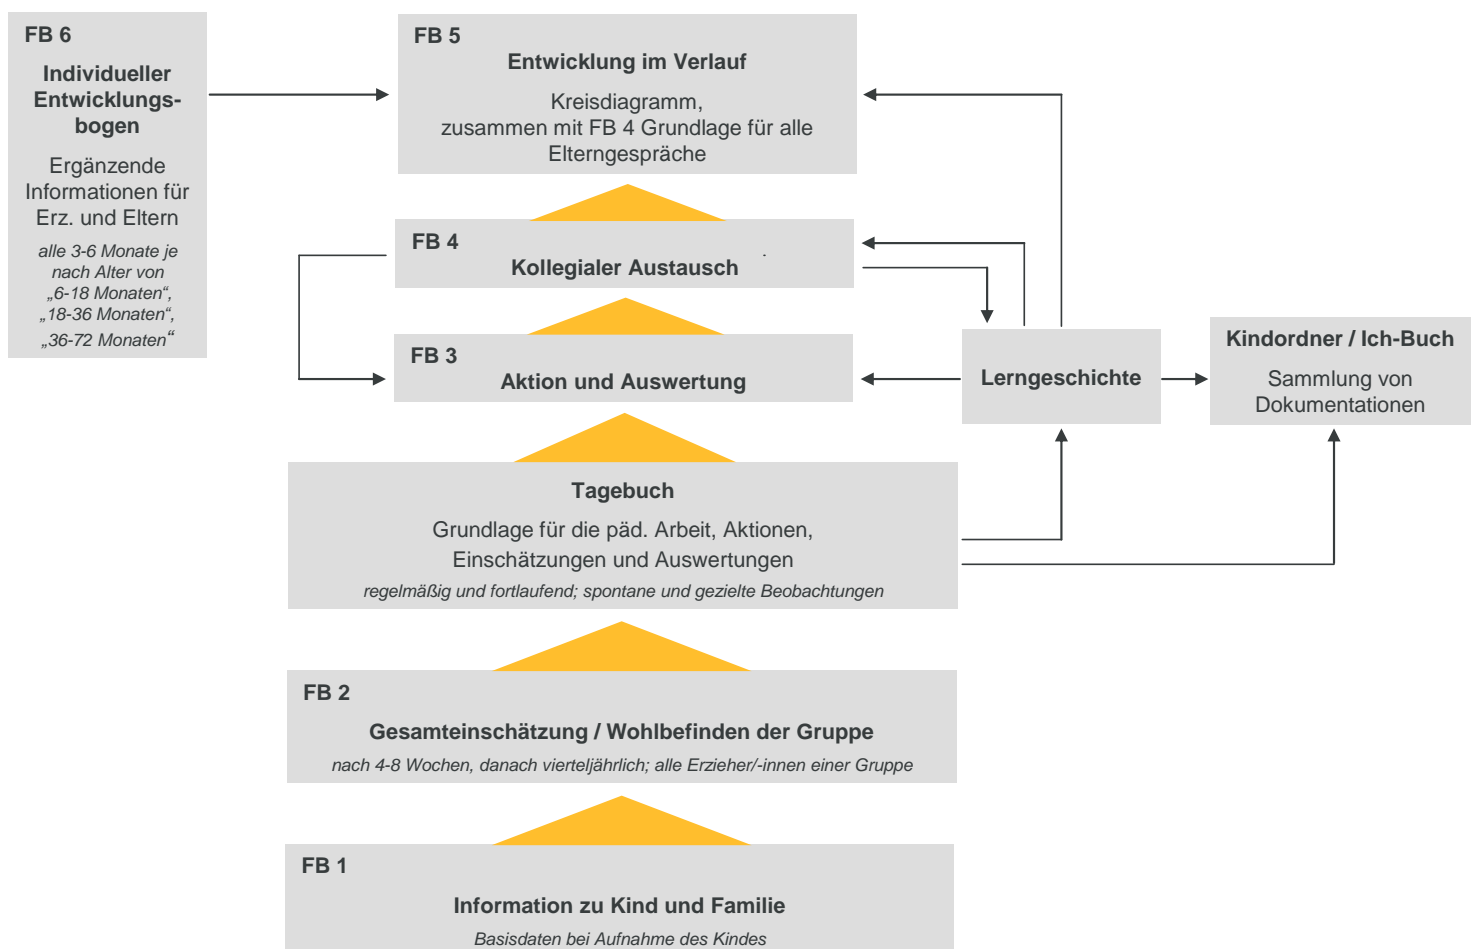 FB 6
Individueller
Entwicklungs-
bogen
Ergänzende
Informationen für
Erz. und Eltern
alle 3-6 Monate je
nach Alter von
„6-18 Monaten“,
„18-36 Monaten“,
„36-72 Monaten“
FB 5
Entwicklung im Verlauf
Kreisdiagramm,
zusammen mit FB 4 Grundlage für alle
Elterngespräche
FB 4
Kollegialer Austausch
FB 3
Aktion und Auswertung
Lerngeschichte
Kindordner / Ich-Buch
Sammlung von
Dokumentationen
Tagebuch
Grundlage für die päd. Arbeit, Aktionen,
Einschätzungen und Auswertungen
regelmäßig und fortlaufend; spontane und gezielte Beobachtungen
FB 2
Gesamteinschätzung / Wohlbefinden der Gruppe
nach 4-8 Wochen, danach vierteljährlich; alle Erzieher/-innen einer Gruppe
FB 1
Information zu Kind und Familie
Basisdaten bei Aufnahme des Kindes